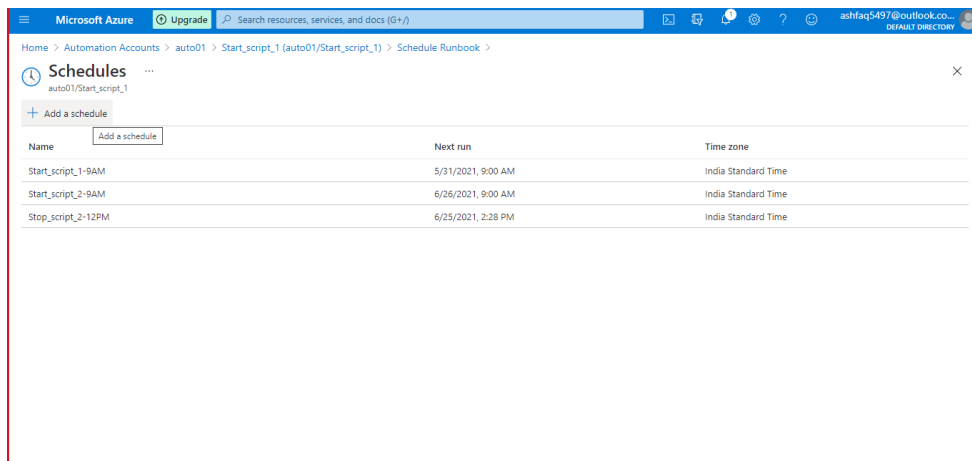 Microsoft Azure Upgrade Search resources, services, and docs (G+/) 1 ashfaq5497@outlook.co...
DEFAULT DIRECTORY
Home > Automation Accounts > auto01 > Start_script_1 (auto01/Start_script_1) > Schedule Runbook >
Schedules ...
auto01/Start_script_1
+ Add a schedule
Add a schedule
Name Next run Time zone
Start_script_1-9AM 5/31/2021, 9:00 AM India Standard Time
Start_script_2-9AM 6/26/2021, 9:00 AM India Standard Time
Stop_script_2-12PM 6/25/2021, 2:28 PM India Standard Time